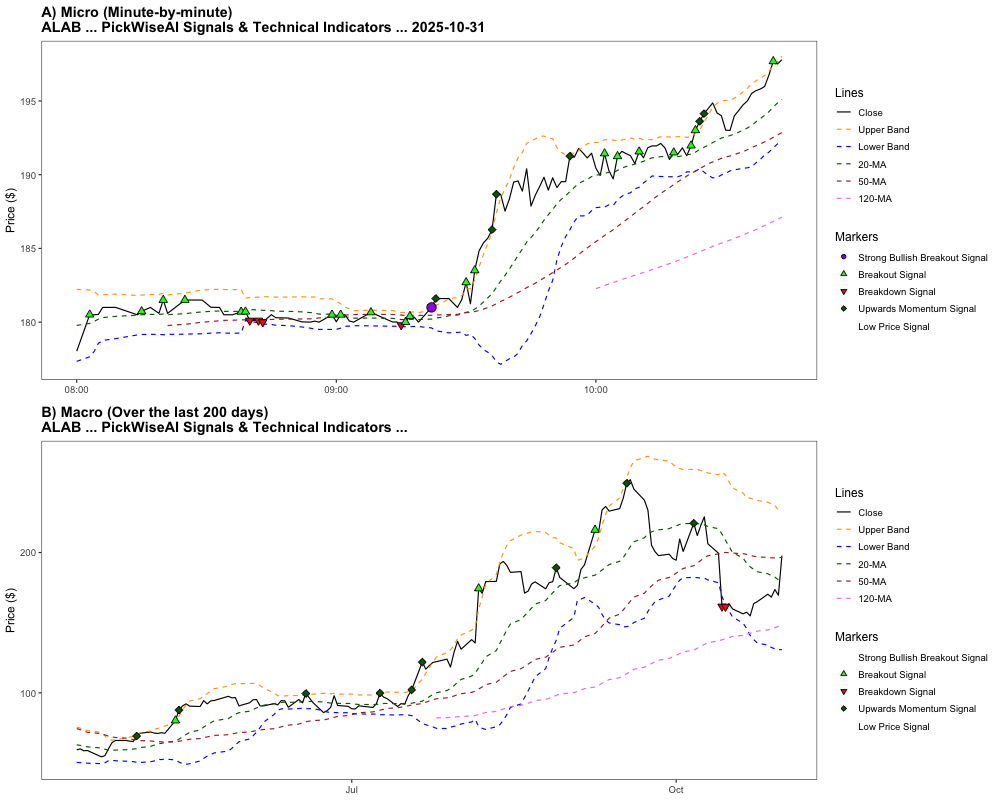 A) Micro (Minute-by-minute)
ALAB ... PickWiseAI Signals & Technical Indicators ... 2025-10-31
Price ($)
195
190
185
180
08:00
09:00
10:00
Lines
Close
Upper Band
Lower Band
20-MA
50-MA
120-MA
Markers
Strong Bullish Breakout Signal
Breakout Signal
Breakdown Signal
Upwards Momentum Signal
Low Price Signal
B) Macro (Over the last 200 days)
ALAB ... PickWiseAI Signals & Technical Indicators ...
Price ($)
200
100
Jul
Oct
Lines
Close
Upper Band
Lower Band
20-MA
50-MA
120-MA
Markers
Strong Bullish Breakout Signal
Breakout Signal
Breakdown Signal
Upwards Momentum Signal
Low Price Signal